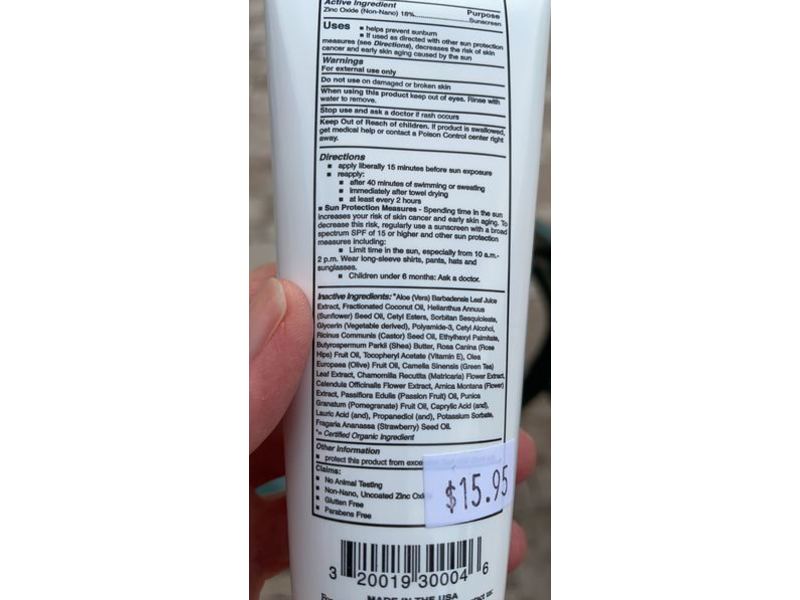 Active Ingredient
Purpose
Zinc Oxide (Non-Nano) 18%..................Sunscreen
Uses ▪ helps prevent sunburn
▪ If used as directed with other sun protection
measures (see Directions), decreases the risk of skin
cancer and early skin aging caused by the sun
Warnings
For external use only
Do not use on damaged or broken skin
When using this product keep out of eyes. Rinse with
water to remove.
Stop use and ask a doctor if rash occurs
Keep Out of Reach of children. If product is swallowed,
get medical help or contact a Poison Control center right
away.
Directions
▪ apply liberally 15 minutes before sun exposure
▪ reapply:
▪ after 40 minutes of swimming or sweating
▪ immediately after towel drying
▪ at least every 2 hours
▪ Sun Protection Measures - Spending time in the sun
increases your risk of skin cancer and early skin aging. To
decrease this risk, regularly use a sunscreen with a broad
spectrum SPF of 15 or higher and other sun protection
measures including:
▪ Limit time in the sun, especially from 10 a.m.-
2 p.m. Wear long-sleeve shirts, pants, hats and
sunglasses.
▪ Children under 6 months: Ask a doctor.
Inactive Ingredients: *Aloe (Vera) Barbadensis Leaf Juice
Extract, Fractionated Coconut Oil, Helianthus Annuus
(Sunflower) Seed Oil, Cetyl Esters, Sorbitan Sesquioleate,
Glycerin (Vegetable derived), Polyamide-3, Cetyl Alcohol,
Ricinus Communis (Castor) Seed Oil, Ethylhexyl Palmitate,
Butyrospermum Parkii (Shea) Butter, Rosa Canina (Rose
Hips) Fruit Oil, Tocopheryl Acetate (Vitamin E), Olea
Europaea (Olive) Fruit Oil, Camelia Sinensis (Green Tea)
Leaf Extract, Chamomilla Recutita (Matricaria) Flower Extract,
Calendula Officinalis Flower Extract, Arnica Montana (Flower)
Extract, Passiflora Edulis (Passion Fruit) Oil, Punica
Granatum (Pomegranate) Fruit Oil, Caprylic Acid (and),
Lauric Acid (and), Propanediol (and), Potassium Sorbate,
Fragaria Ananassa (Strawberry) Seed Oil.
*= Certified Organic Ingredient
Other information
▪ protect this product from
Claims:
▪ No Animal Testing
▪ Non-Nano, Uncoated Zinc
▪ Gluten Free
▪ Parabens Free
$15.95
3 20019 30004 6
MADE IN THE USA